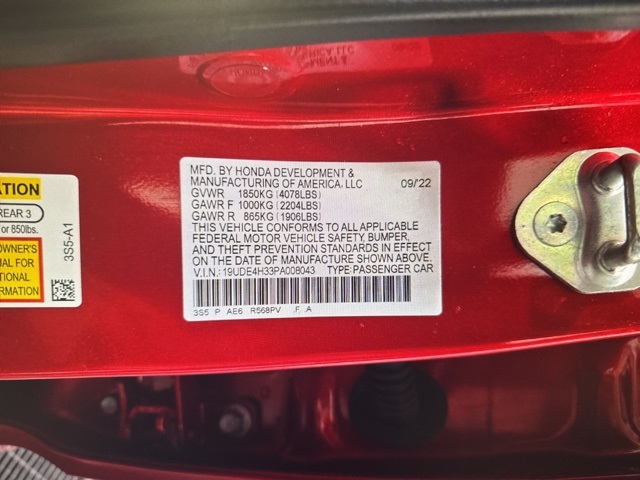 MFD. BY HONDA DEVELOPMENT &
MANUFACTURING OF AMERICA, LLC 09/22
GVWR 1850KG (4078LBS)
GAWR F 1000KG (2204LBS)
GAWR R 865KG (1906LBS)
THIS VEHICLE CONFORMS TO ALL APPLICABLE
FEDERAL MOTOR VEHICLE SAFETY, BUMPER,
AND THEFT PREVENTION STANDARDS IN EFFECT
ON THE DATE OF MANUFACTURE SHOWN ABOVE.
V.I.N.: 19UDE4H33PA008043 TYPE:PASSENGER CAR
3S5 P AE6 R568PV .F .A
ATION
REAR 3
or 850lbs.
OWNER'S
AL FOR
TIONAL
ORMATION
3S5-A1